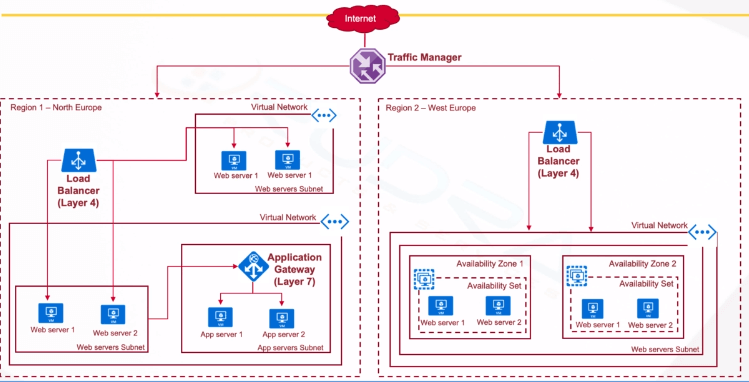 Internet
Traffic Manager
Region 1 – North Europe
Virtual Network
Load
Balancer
(Layer 4)
VM
VM
Web server 1
Web server 1
Web servers Subnet
Virtual Network
Application
Gateway
(Layer 7)
VM
VM
Web server 1
Web server 2
Web servers Subnet
VM
VM
App server 1
App server 2
App servers Subnet
Region 2 – West Europe
Load
Balancer
(Layer 4)
Virtual Network
Availability Zone 1
Availability Set
VM
VM
Web server 1
Web server 2
Availability Zone 2
Availability Set
VM
VM
Web server 1
Web server 2
Web servers Subnet